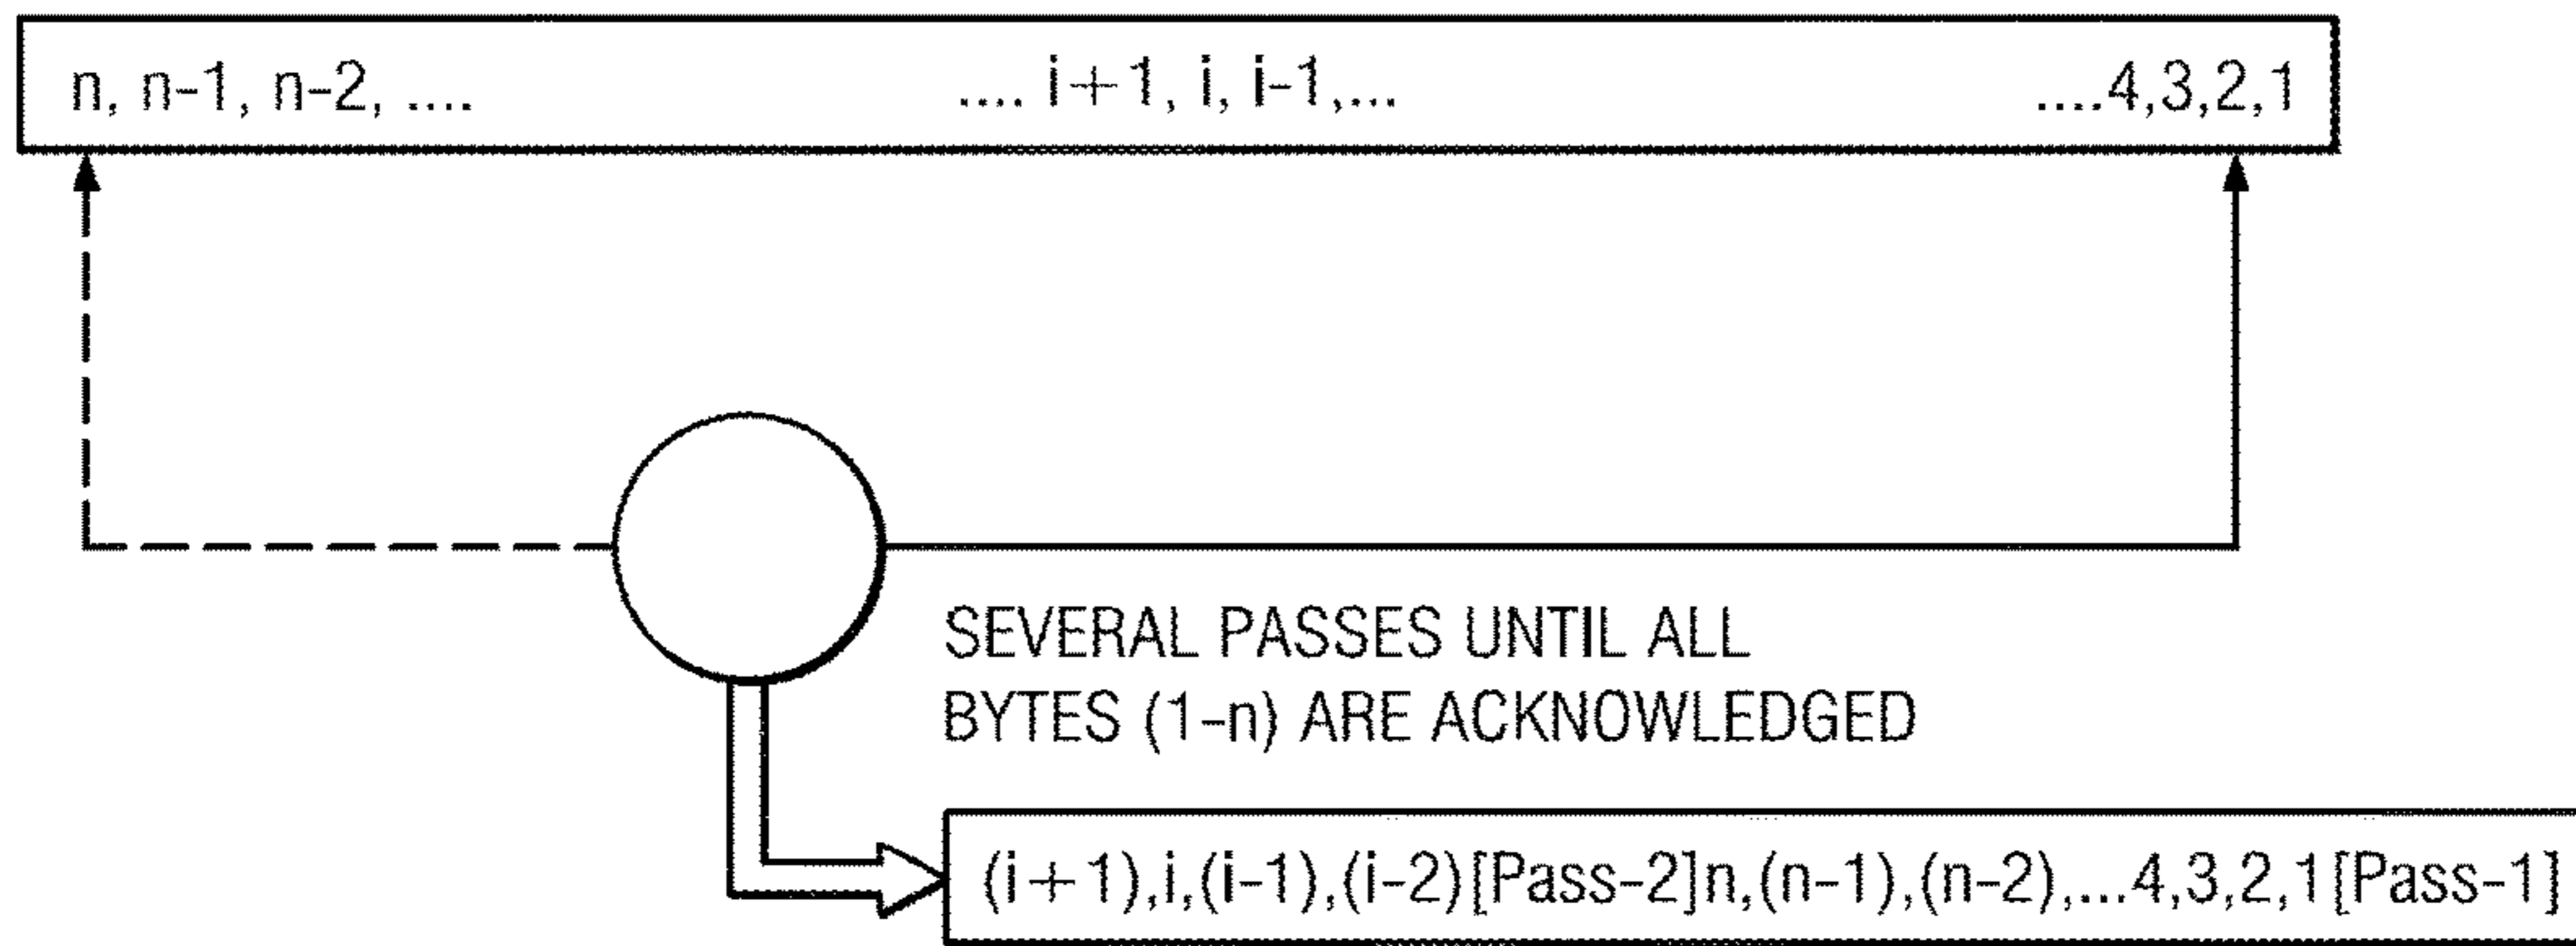 n, n-1, n-2, .... .... i+1, i, i-1,... ....4,3,2,1
SEVERAL PASSES UNTIL ALL
BYTES (1-n) ARE ACKNOWLEDGED
(i+1),i,(i-1),(i-2)[Pass-2]n,(n-1),(n-2),...4,3,2,1[Pass-1]